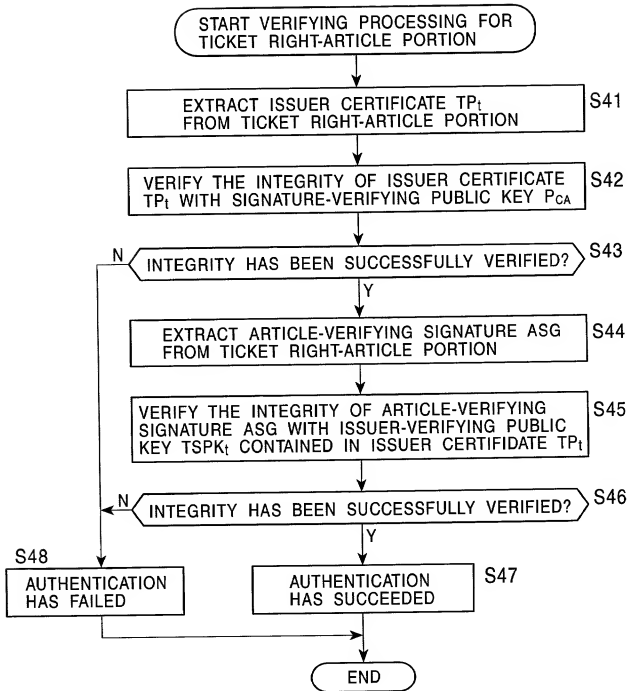 START VERIFYING PROCESSING FOR
TICKET RIGHT-ARTICLE PORTION
EXTRACT ISSUER CERTIFICATE TPt
FROM TICKET RIGHT-ARTICLE PORTION
S41
VERIFY THE INTEGRITY OF ISSUER CERTIFICATE
TPt WITH SIGNATURE-VERIFYING PUBLIC KEY PCA
S42
N
INTEGRITY HAS BEEN SUCCESSFULLY VERIFIED?
S43
Y
EXTRACT ARTICLE-VERIFYING SIGNATURE ASG
FROM TICKET RIGHT-ARTICLE PORTION
S44
VERIFY THE INTEGRITY OF ARTICLE-VERIFYING
SIGNATURE ASG WITH ISSUER-VERIFYING PUBLIC
KEY TSPKt CONTAINED IN ISSUER CERTIFIDATE TPt
S45
N
INTEGRITY HAS BEEN SUCCESSFULLY VERIFIED?
S46
Y
S48
AUTHENTICATION
HAS FAILED
AUTHENTICATION
HAS SUCCEEDED
S47
END